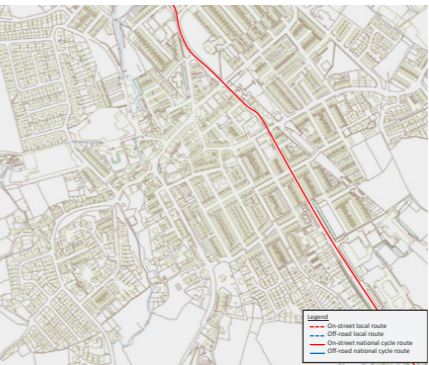 Legend
On-street local route
Off-road local route
On-street national cycle route
Off-road national cycle route